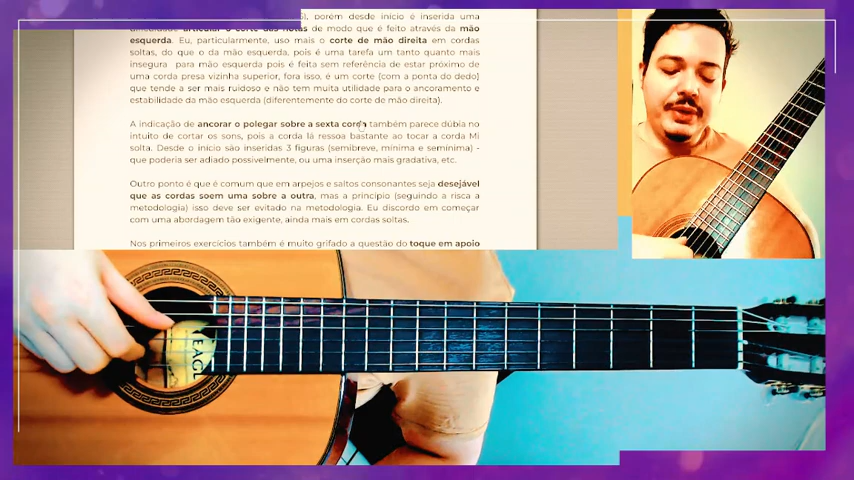 porém desde início é inserida uma
articular o corte das notas de modo que é feito através da mão
esquerda. Eu, particularmente, uso mais o corte de mão direita em cordas
soltas, do que o da mão esquerda, pois é uma tarefa um tanto quanto mais
insegura para mão esquerda pois é feita sem referência de estar próximo de
uma corda presa vizinha superior, fora isso, é um corte (com a ponta do dedo)
que tende a ser mais ruidoso e não tem muita utilidade para o ancoramento e
estabilidade da mão esquerda (diferentemente do corte de mão direita).
A indicação de ancorar o polegar sobre a sexta corda também parece dúbia no
intuito de cortar os sons, pois a corda lá ressoa bastante ao tocar a corda Mi
solta. Desde o início são inseridas 3 figuras (semibreve, mínima e semínima) -
que poderia ser adiado possivelmente, ou uma inserção mais gradativa, etc.
Outro ponto é que é comum que em arpejos e saltos consonantes seja desejável
que as cordas soem uma sobre a outra, mas a princípio (seguindo a risca a
metodologia) isso deve ser evitado na metodologia. Eu discordo em começar
com uma abordagem tão exigente, ainda mais em cordas soltas.
Nos primeiros exercícios também é muito grifado a questão do toque em apoio
EAGL